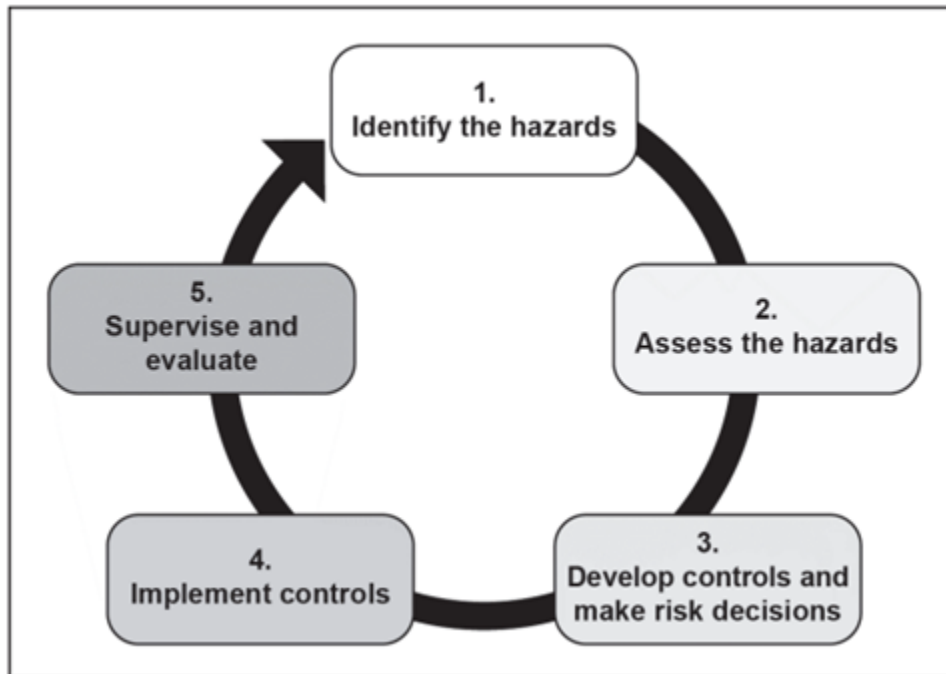 1.
Identify the hazards
2.
Assess the hazards
3.
Develop controls and
make risk decisions
4.
Implement controls
5.
Supervise and
evaluate